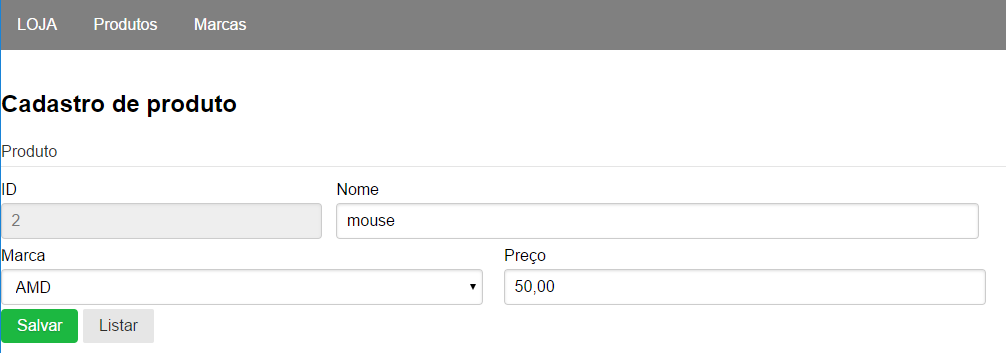 LOJA Produtos Marcas
Cadastro de produto
Produto
ID Nome
2 mouse
Marca Preço
AMD 50,00
Salvar Listar